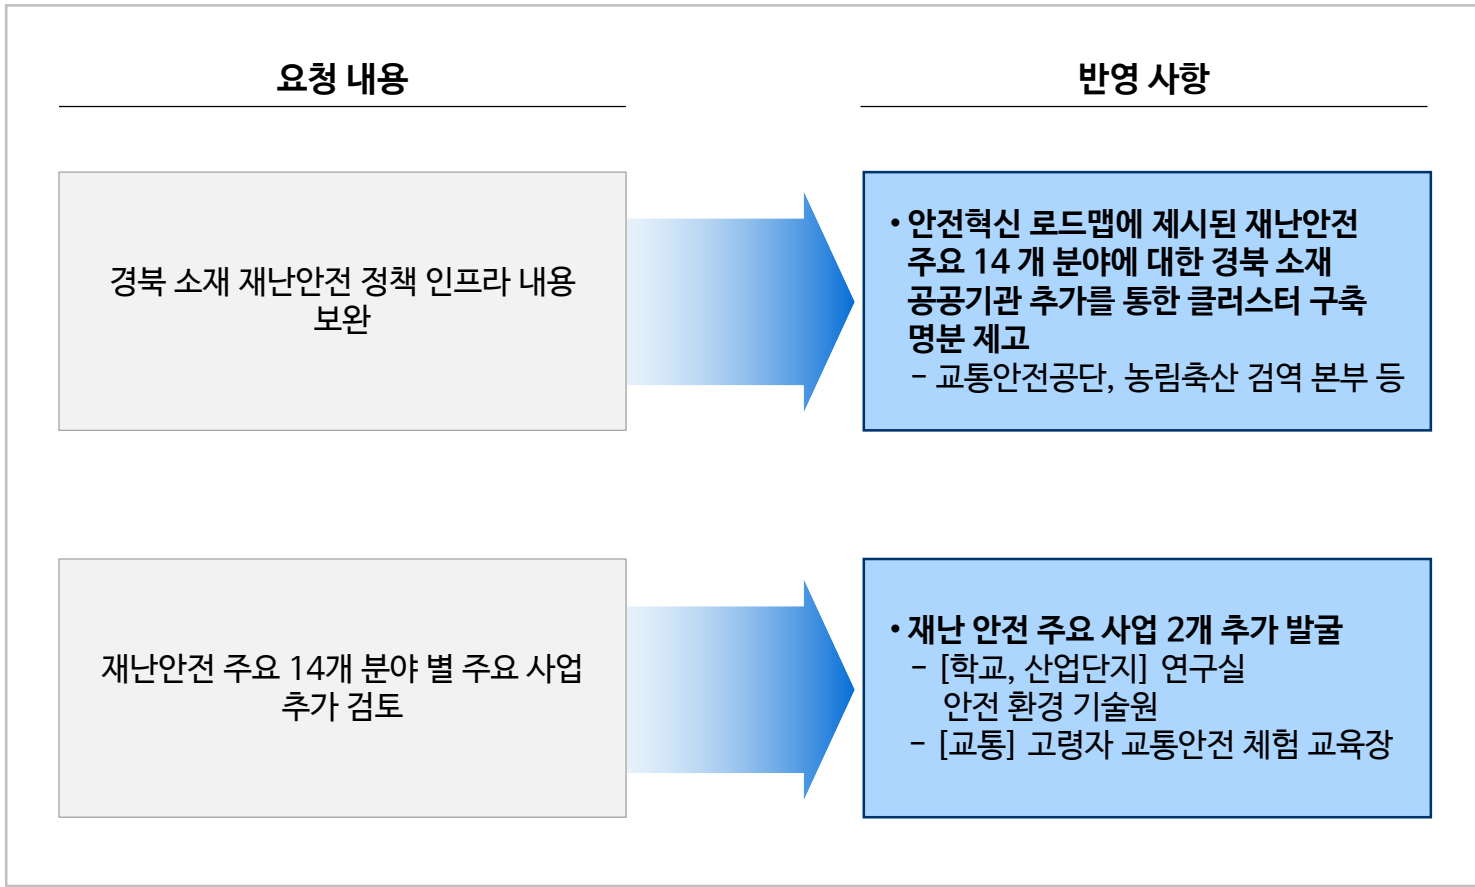 요청 내용
반영 사항
경북 소재 재난안전 정책 인프라 내용
보완
• 안전혁신 로드맵에 제시된 재난안전
주요 14 개 분야에 대한 경북 소재
공공기관 추가를 통한 클러스터 구축
명분 제고
– 교통안전공단, 농림축산 검역 본부 등
재난안전 주요 14개 분야 별 주요 사업
추가 검토
• 재난 안전 주요 사업 2개 추가 발굴
– [학교, 산업단지] 연구실
안전 환경 기술원
– [교통] 고령자 교통안전 체험 교육장